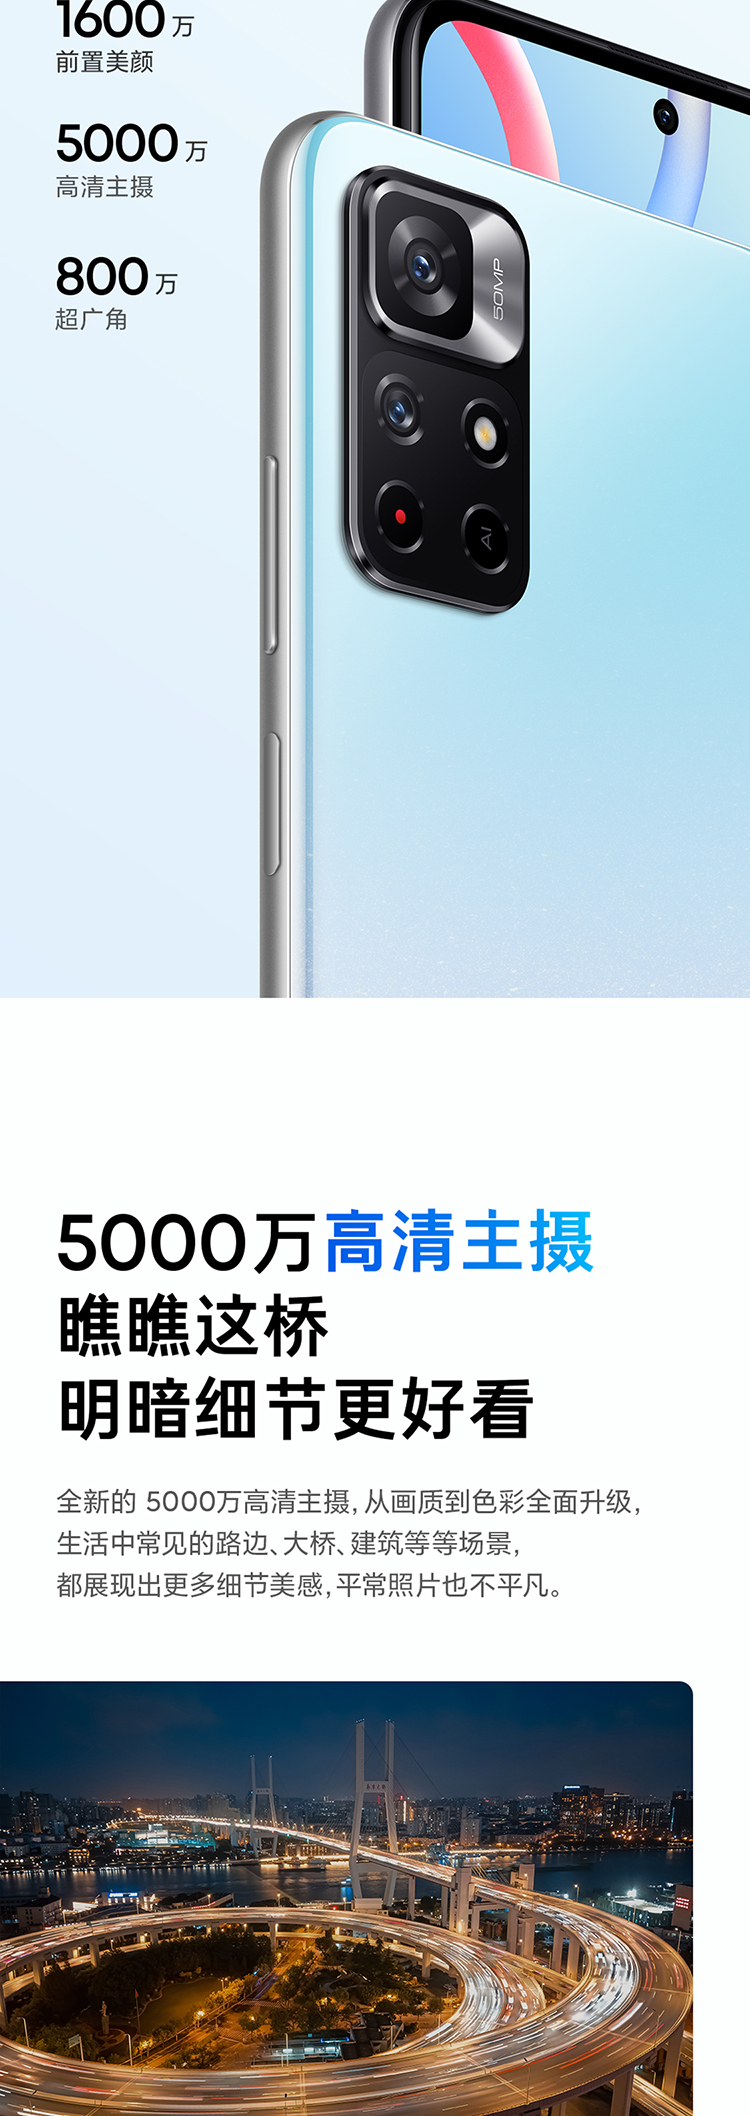 1600万
前置美颜
5000万
高清主摄
800万
超广角
50MP
AI
5000万高清主摄
瞧瞧这桥
明暗细节更好看
全新的 5000万高清主摄,从画质到色彩全面升级,
生活中常见的路边、大桥、建筑等等场景,
都展现出更多细节美感,平常照片也不平凡。